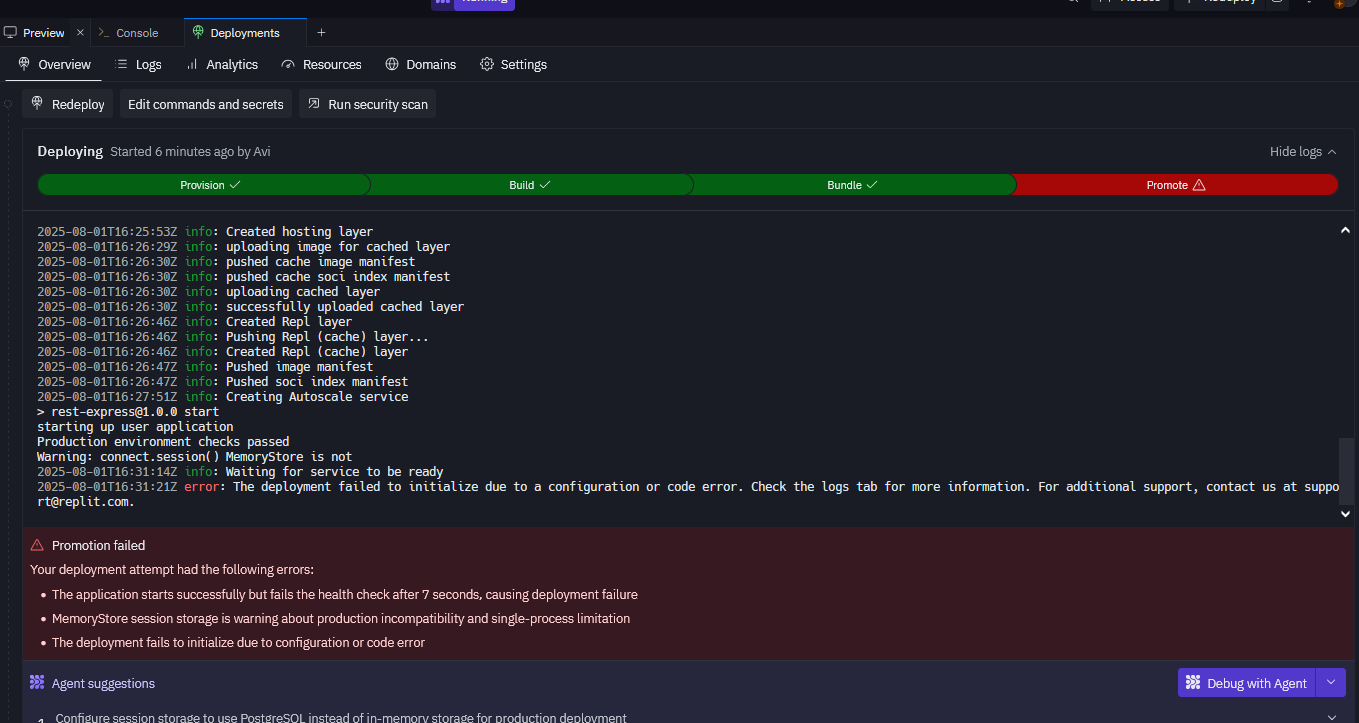 Running
Preview
Console
Deployments
Overview
Logs
Analytics
Resources
Domains
Settings
Redeploy
Edit commands and secrets
Run security scan
Deploying Started 6 minutes ago by Avi
Hide logs
Provision
Build
Bundle
Promote
2025-08-01T16:25:53Z info: Created hosting layer
2025-08-01T16:26:29Z info: uploading image for cached layer
2025-08-01T16:26:30Z info: pushed cache image manifest
2025-08-01T16:26:30Z info: pushed cache soci index manifest
2025-08-01T16:26:30Z info: uploading cached layer
2025-08-01T16:26:30Z info: successfully uploaded cached layer
2025-08-01T16:26:46Z info: Created Repl layer
2025-08-01T16:26:46Z info: Pushing Repl (cache) layer...
2025-08-01T16:26:46Z info: Created Repl (cache) layer
2025-08-01T16:26:47Z info: Pushed image manifest
2025-08-01T16:26:47Z info: Pushed soci index manifest
2025-08-01T16:27:51Z info: Creating Autoscale service
> rest-express@1.0.0 start
starting up user application
Production environment checks passed
Warning: connect.session() MemoryStore is not
2025-08-01T16:31:14Z info: Waiting for service to be ready
2025-08-01T16:31:21Z error: The deployment failed to initialize due to a configuration or code error. Check the logs tab for more information. For additional support, contact us at suppo
rt@replit.com.
Promotion failed
Your deployment attempt had the following errors:
• The application starts successfully but fails the health check after 7 seconds, causing deployment failure
• MemoryStore session storage is warning about production incompatibility and single-process limitation
• The deployment fails to initialize due to configuration or code error
Agent suggestions
Debug with Agent
1 Configure session storage to use PostgreSQL instead of in-memory storage for production deployment